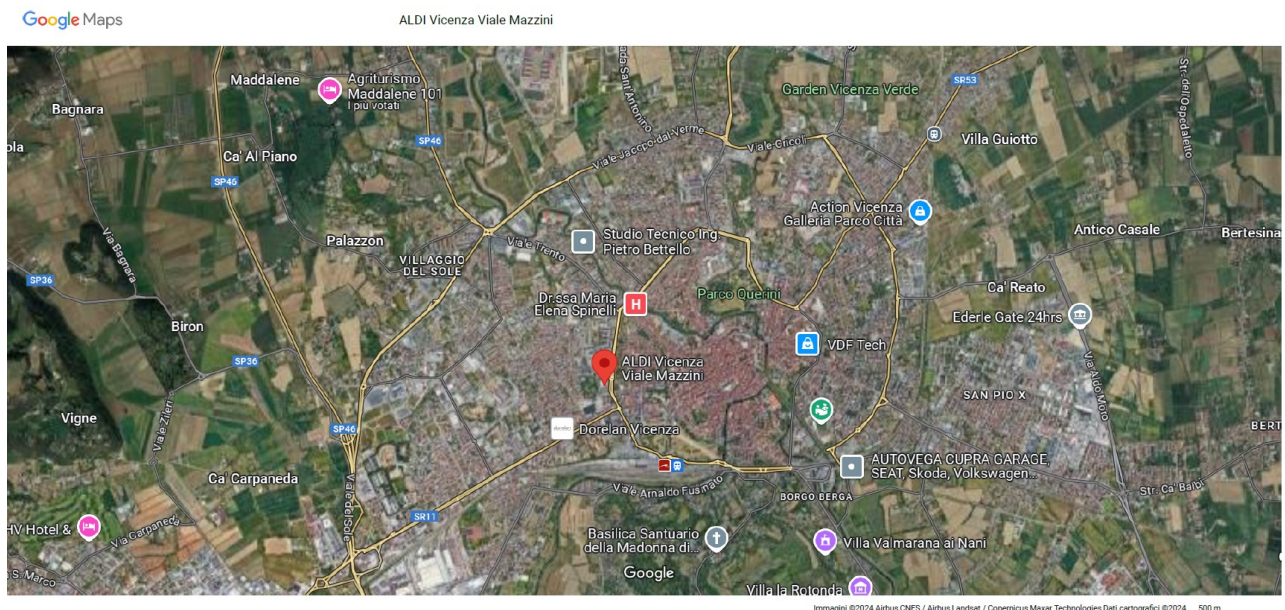 Google Maps
ALDI Vicenza Viale Mazzini
Maddalene
Agriturismo
Maddalene 101
I più votati
Garden Vicenza Verde
SR53
Bagnara
SP46
Viale Jacopo dal Verme
Viale Cricoli
Villa Guiotto
Str. dell'Ospedaletto
ola
Ca' Al Piano
SP46
Action Vicenza
Galleria Parco Città
Via Bagnara
Palazzon
VILLAGGIO
DEL SOLE
Viale Trento
Studio Tecnico Ing.
Pietro Bettello
Antico Casale
Bertesina
SP36
Dr.ssa Maria
Elena Spinelli
H
Parco Querini
Ca' Reato
Ederle Gate 24hrs
Biron
VDF Tech
SP36
ALDI Vicenza
Viale Mazzini
Via Aldo Moro
SAN PIO X
Vigne
Viale Zileri
SP46
Dorelan Vicenza
BERT
Ca' Carpaneda
Viale del Sole
AUTOVEGA CUPRA GARAGE,
SEAT, Skoda, Volkswagen...
Viale Arnaldo Fusinato
BORGO BERGA
Str. Ca' Balbi
HV Hotel &
Via Carpaneda
SR11
Basilica Santuario
della Madonna di...
Villa Valmarana ai Nani
S. Marco
Google
Villa la Rotonda
Immagini ©2024 Airbus,CNES / Airbus,Landsat / Copernicus,Maxar Technologies,Dati cartografici ©2024 500 m